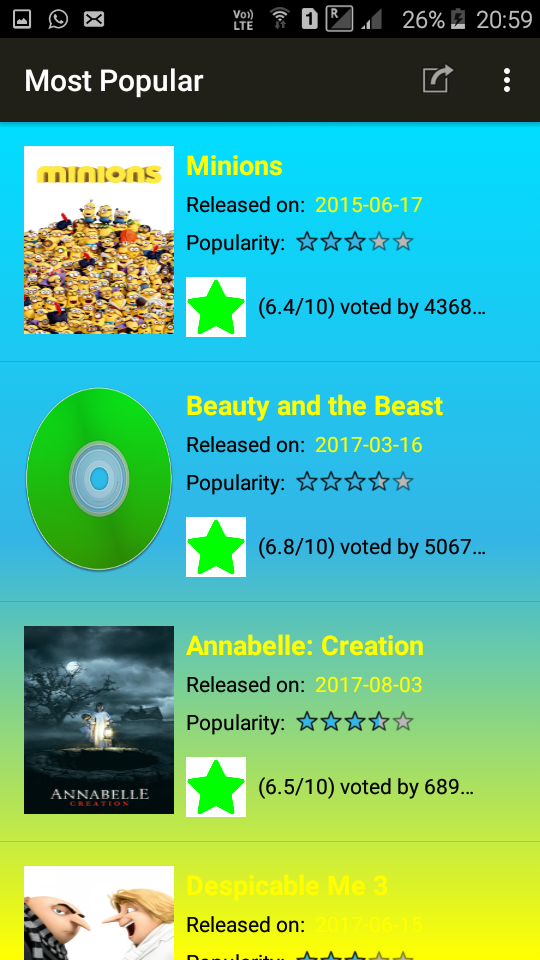 Vo))
LTE
1
R
26%
20:59
Most Popular
minions
Minions
Released on: 2015-06-17
Popularity:
(6.4/10) voted by 4368...
Beauty and the Beast
Released on: 2017-03-16
Popularity:
(6.8/10) voted by 5067...
ANNABELLE
CREATION
Annabelle: Creation
Released on: 2017-08-03
Popularity:
(6.5/10) voted by 689...
Despicable Me 3
Released on: 2017-06-15
Popularity: